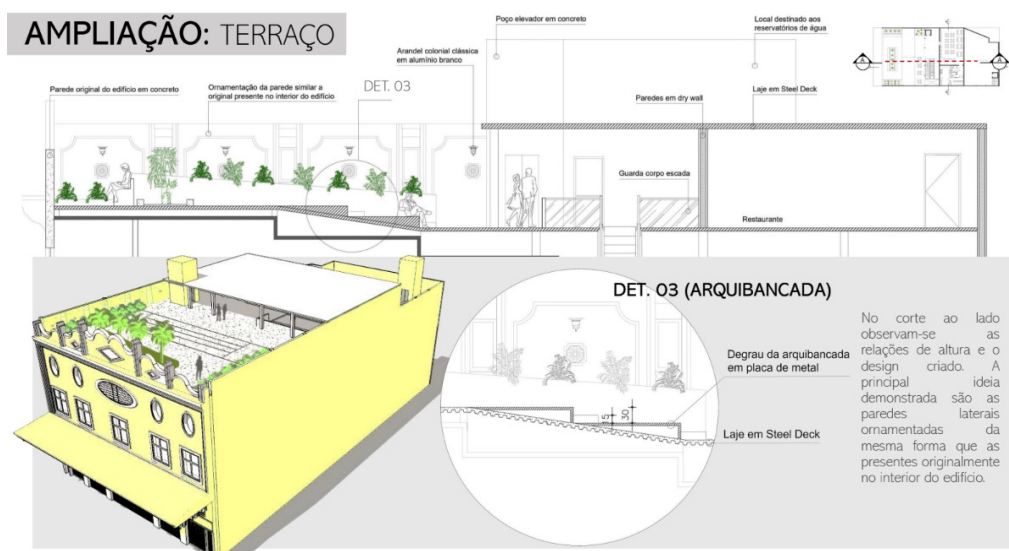 AMPLIAÇÃO: TERRAÇO
Poço elevador em concreto
Local destinado aos
reservatórios de água
Arandel colonial clássica
em alumínio branco
DET. 03
Parede original do edifício em concreto
Ornamentação da parede similar a
original presente no interior do edifício
Paredes em dry wall
Laje em Steel Deck
A
A
Guarda corpo escada
Restaurante
DET. 03 (ARQUIBANCADA)
Degrau da arquibancada
em placa de metal
15
30
Laje em Steel Deck
No corte ao lado
observam-se as
relações de altura e o
design criado. A
principal ideia
demonstrada são as
paredes laterais
ornamentadas da
mesma forma que as
presentes originalmente
no interior do edifício.